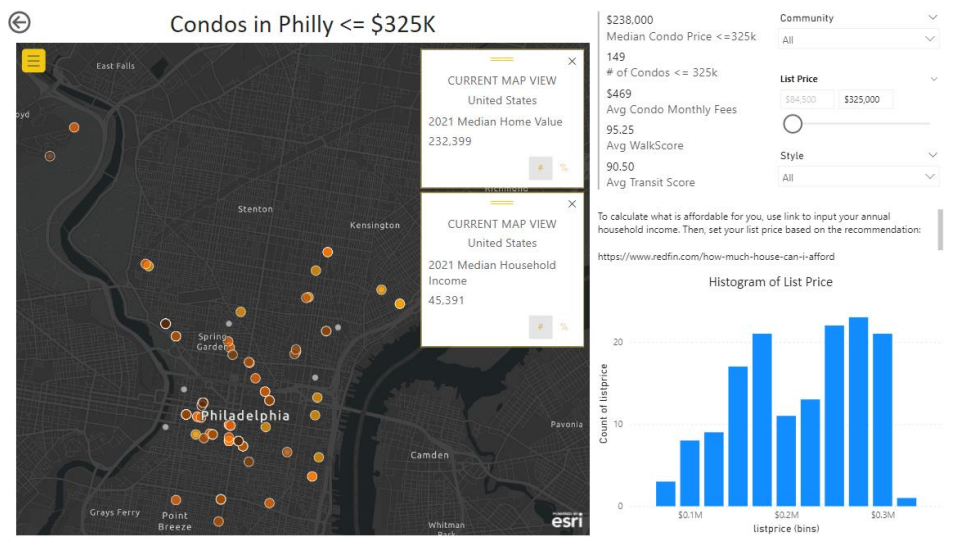 Condos in Philly <= $325K
East Falls
oyd
Stenton
Kensington
Richmond
Spring
Garden
Philadelphia
Pavonia
Camden
Grays Ferry
Point
Breeze
Whitman
Park
POWERED BY
esri
CURRENT MAP VIEW
United States
2021 Median Home Value
232,399
#
%
CURRENT MAP VIEW
United States
2021 Median Household
Income
45,391
#
%
$238,000
Median Condo Price <=325k
149
# of Condos <= 325k
$469
Avg Condo Monthly Fees
95.25
Avg WalkScore
90.50
Avg Transit Score
Community
All
List Price
$84,500
$325,000
Style
All
To calculate what is affordable for you, use link to input your annual
household income. Then, set your list price based on the recommendation:
https://www.redfin.com/how-much-house-can-i-afford
Histogram of List Price
Count of listprice
20
10
0
$0.1M
$0.2M
$0.3M
listprice (bins)